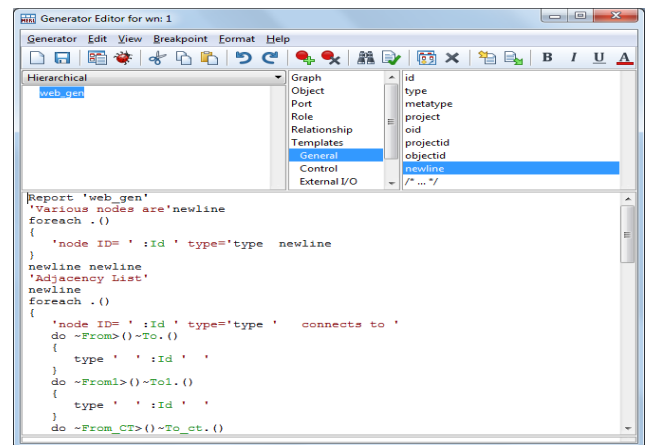 Generator Editor for wn: 1
Generator Edit View Breakpoint Format Help
B I U A
Hierarchical
web_gen
Graph
Object
Port
Role
Relationship
Templates
General
Control
External I/O
id
type
metatype
project
oid
projectid
objectid
newline
/* ... */
Report 'web_gen'
'Various nodes are'newline
foreach .()
{
'node ID= ' :Id ' type='type newline
}
newline newline
'Adjacency List'
newline
foreach .()
{
'node ID= ' :Id ' type='type ' connects to '
do ~From>()~To.()
{
type ' ' :Id ' '
}
do ~From1>()~To1.()
{
type ' ' :Id ' '
}
do ~From_CT>()~To_ct.()